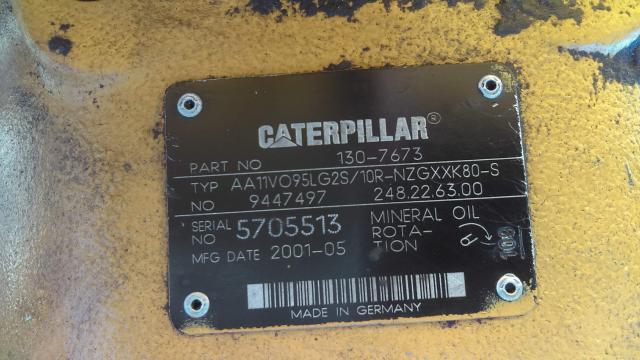 CATERPILLAR®
PART NO 130-7673
TYP AA11VO95LG2S/10R-NZGXXK80-S
NO 9447497 248.22.63.00
SERIAL NO 5705513 MINERAL OIL
MFG DATE 2001-05 ROTA-TION
MADE IN GERMANY